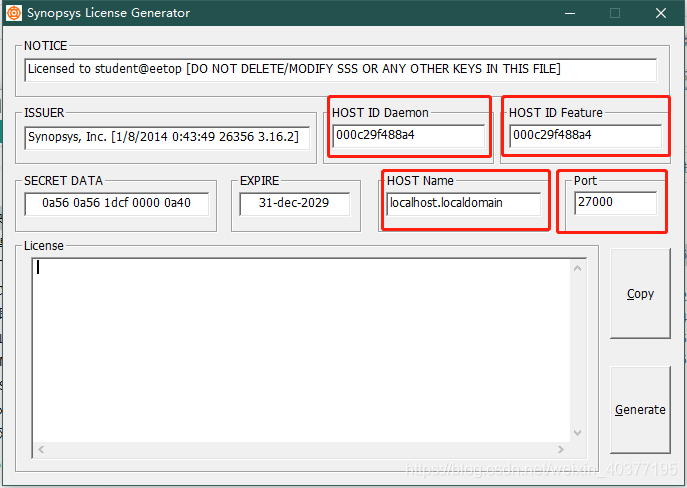 Synopsys License Generator
NOTICE
Licensed to student@eetop [DO NOT DELETE/MODIFY SSS OR ANY OTHER KEYS IN THIS FILE]
ISSUER
HOST ID Daemon
HOST ID Feature
Synopsys, Inc. [1/8/2014 0:43:49 26356 3.16.2]
000c29f488a4
000c29f488a4
SECRET DATA
EXPIRE
HOST Name
Port
0a56 0a56 1dcf 0000 0a40
31-dec-2029
localhost.localdomain
27000
License
Copy
Generate
https://blog.csdn.net/weixin_40377195